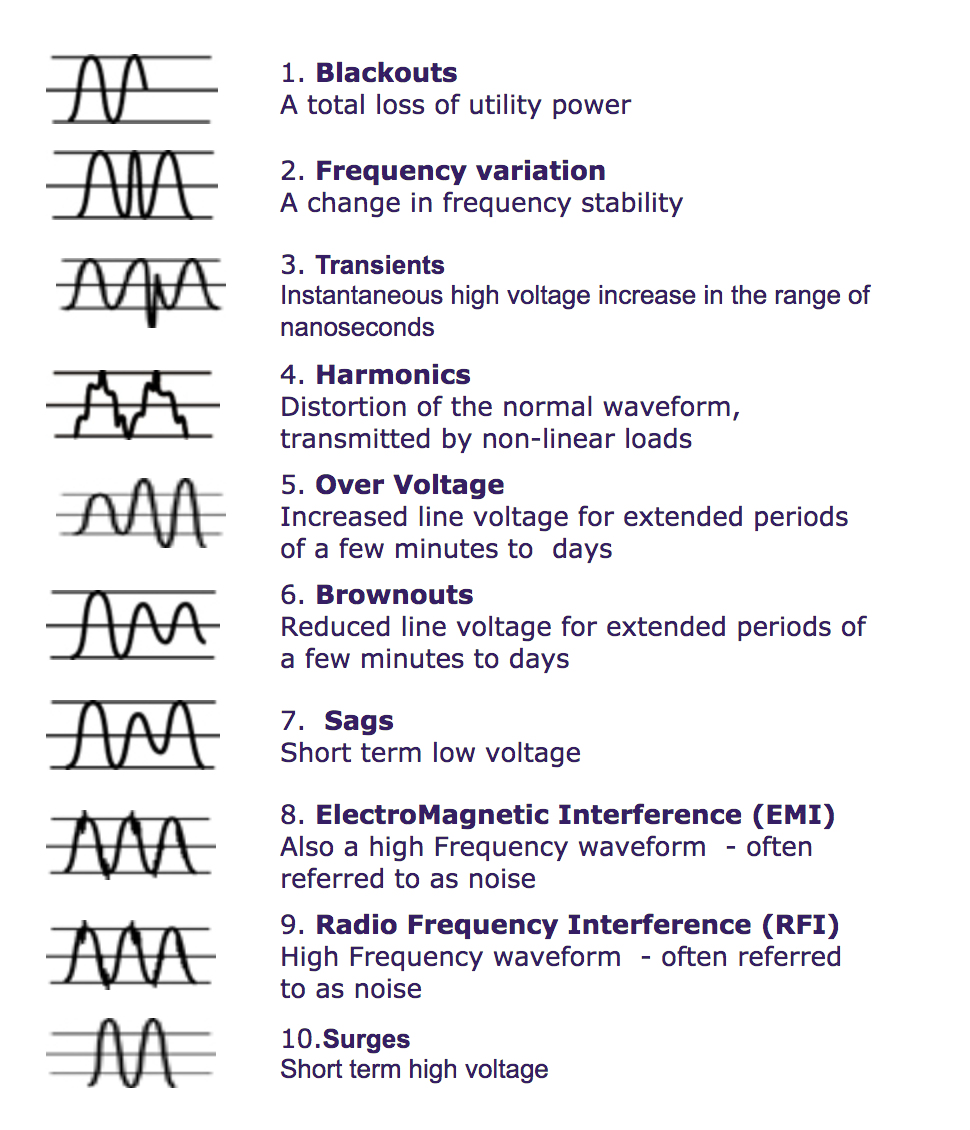 1. Blackouts
A total loss of utility power
2. Frequency variation
A change in frequency stability
3. Transients
Instantaneous high voltage increase in the range of
nanoseconds
4. Harmonics
Distortion of the normal waveform,
transmitted by non-linear loads
5. Over Voltage
Increased line voltage for extended periods
of a few minutes to  days
6. Brownouts
Reduced line voltage for extended periods of
a few minutes to days
7.  Sags
Short term low voltage
8. ElectroMagnetic Interference (EMI)
Also a high Frequency waveform  - often
referred to as noise
9. Radio Frequency Interference (RFI)
High Frequency waveform  - often referred
to as noise
10.Surges
Short term high voltage